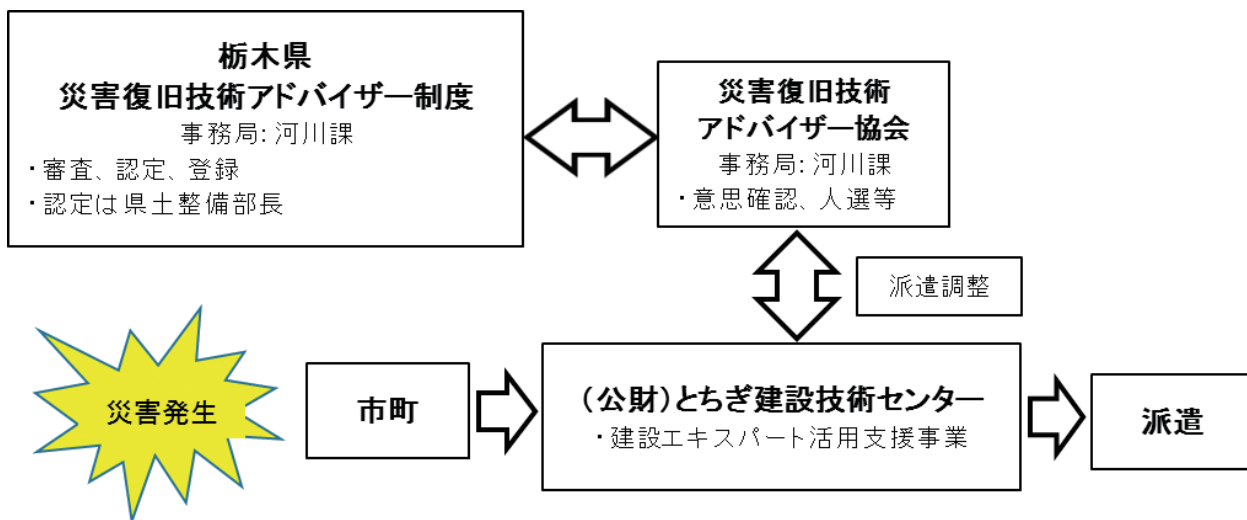 栃木県
災害復旧技術アドバイザー制度
事務局:河川課
・審査、認定、登録
・認定は県土整備部長
災害復旧技術
アドバイザー協会
事務局:河川課
・意思確認、人選等
派遣調整
災害発生
市町
（公財）とちぎ建設技術センター
・建設エキスパート活用支援事業
派遣